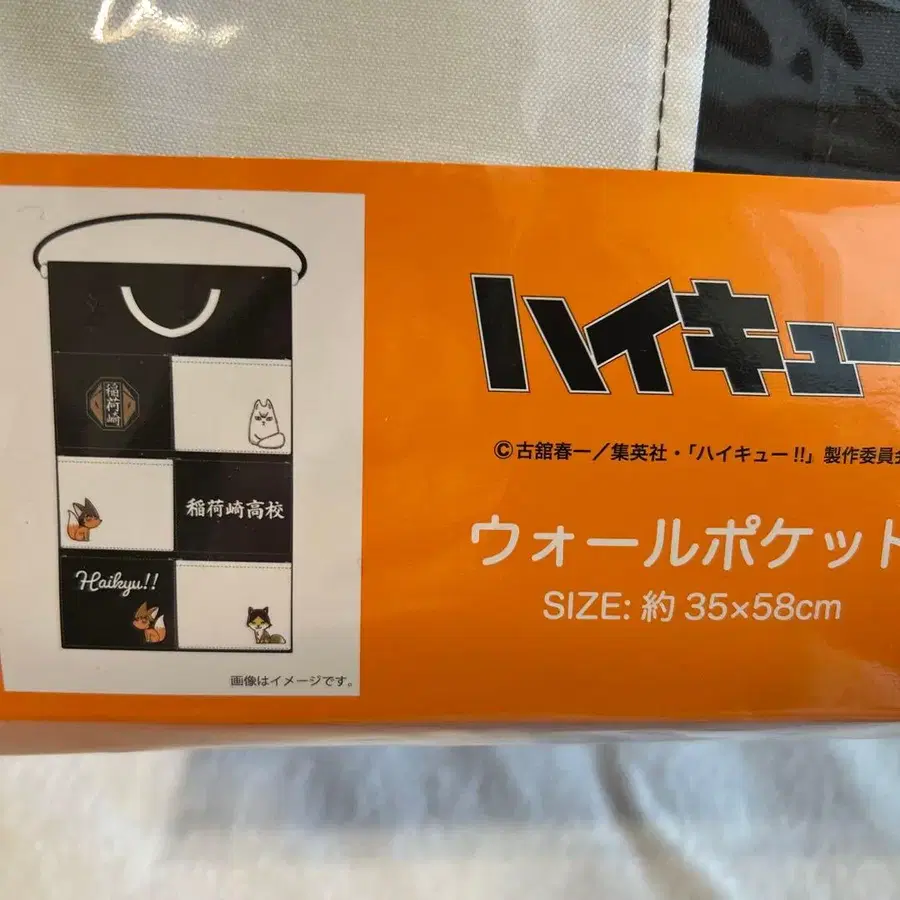 稲荷崎
稲荷崎高校
Haikyu!!
画像はイメージです。
ハイキュー
©古舘春一／集英社・「ハイキュー!!」製作委員会
ウォールポケット
SIZE: 約 35×58cm